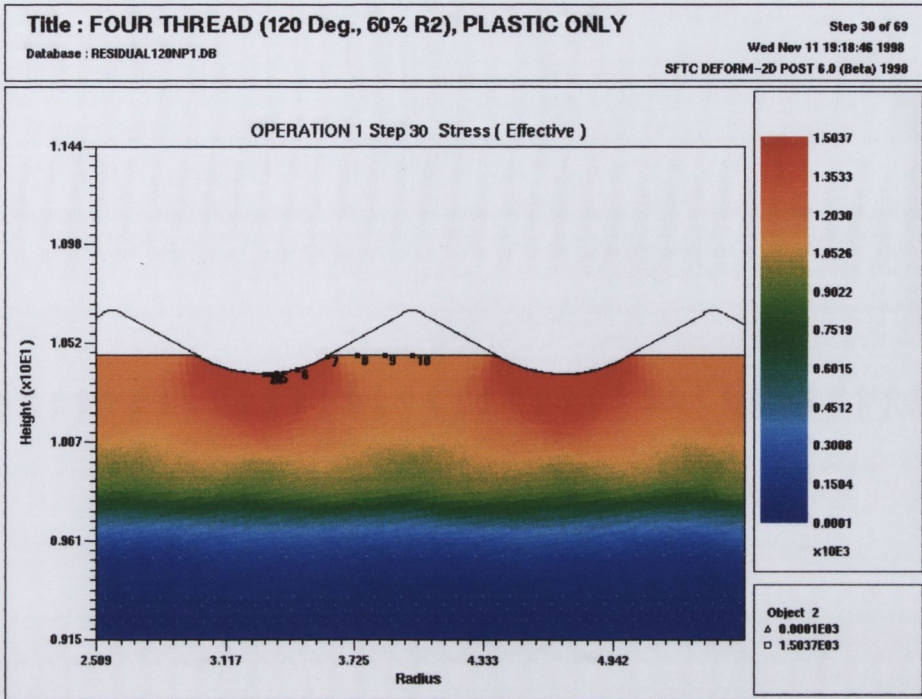 Title : FOUR THREAD (120 Deg., 60% R2), PLASTIC ONLY
Step 30 of 69
Database : RESIDUAL120NP1.DB
Wed Nov 11 19:18:46 1998
SFTC DEFORM-2D POST 6.0 (Beta) 1998
OPERATION 1 Step 30 Stress ( Effective )
1.144
1.098
1.052
1.007
0.961
0.915
Height (x10E1)
5 6 7 8 9 10
2.509 3.117 3.725 4.333 4.942
Radius
1.5037
1.3533
1.2030
1.0526
0.9022
0.7519
0.6015
0.4512
0.3008
0.1504
0.0001
x10E3
Object 2
0.0001E03
1.5037E03